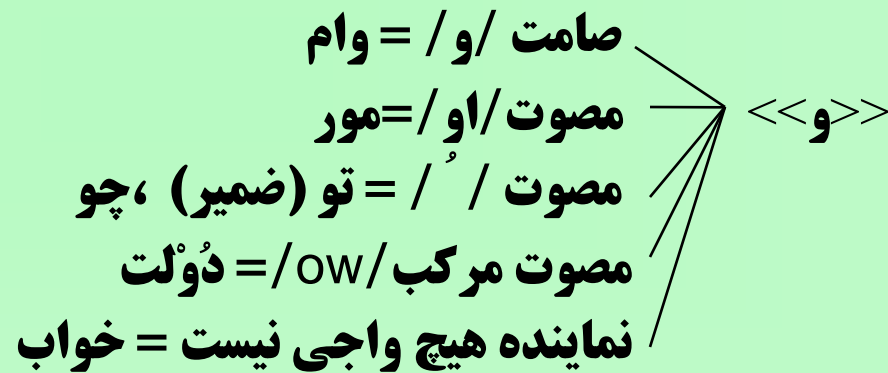 <<و>>
صامت /و/ = وام
مصوت/او/=مور
مصوت / ُ / = تو (ضمیر) ،چو
مصوت مرکب/ow/= دُوْلت
نماینده هیچ واجی نیست = خواب